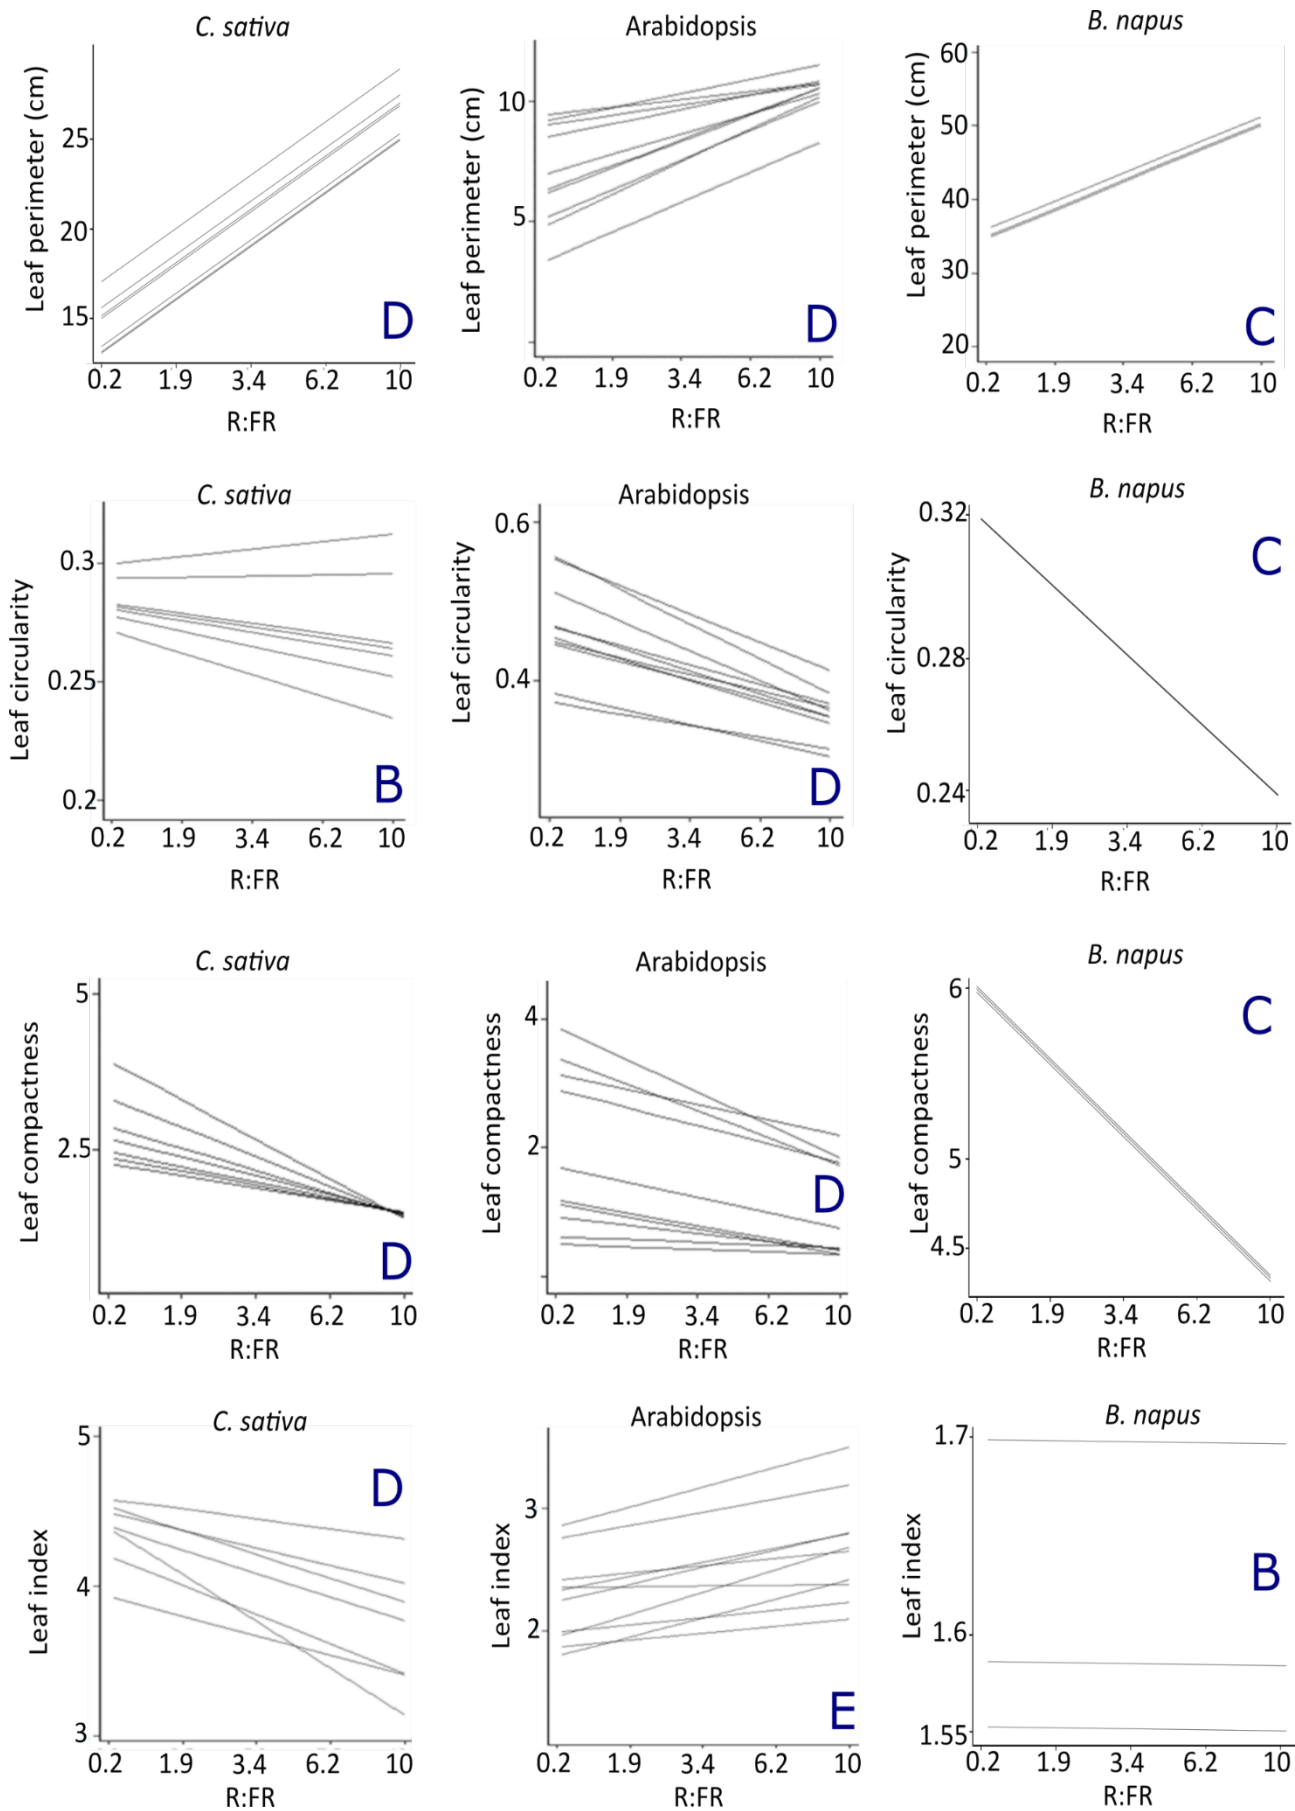 C. sativa
Arabidopsis
B. napus
Leaf perimeter (cm)
25
20
15
D
0.2 1.9 3.4 6.2 10
R:FR
Leaf perimeter (cm)
10
5
D
0.2 1.9 3.4 6.2 10
R:FR
Leaf perimeter (cm)
60
50
40
30
20
C
0.2 1.9 3.4 6.2 10
R:FR
C. sativa
Arabidopsis
B. napus
Leaf circularity
0.3
0.25
0.2
B
0.2 1.9 3.4 6.2 10
R:FR
Leaf circularity
0.6
0.4
D
0.2 1.9 3.4 6.2 10
R:FR
Leaf circularity
0.32
0.28
0.24
C
0.2 1.9 3.4 6.2 10
R:FR
C. sativa
Arabidopsis
B. napus
Leaf compactness
5
2.5
D
0.2 1.9 3.4 6.2 10
R:FR
Leaf compactness
4
2
D
0.2 1.9 3.4 6.2 10
R:FR
Leaf compactness
6
5
4.5
C
0.2 1.9 3.4 6.2 10
R:FR
C. sativa
Arabidopsis
B. napus
Leaf index
5
4
3
D
0.2 1.9 3.4 6.2 10
R:FR
Leaf index
3
2
E
0.2 1.9 3.4 6.2 10
R:FR
Leaf index
1.7
1.6
1.55
B
0.2 1.9 3.4 6.2 10
R:FR